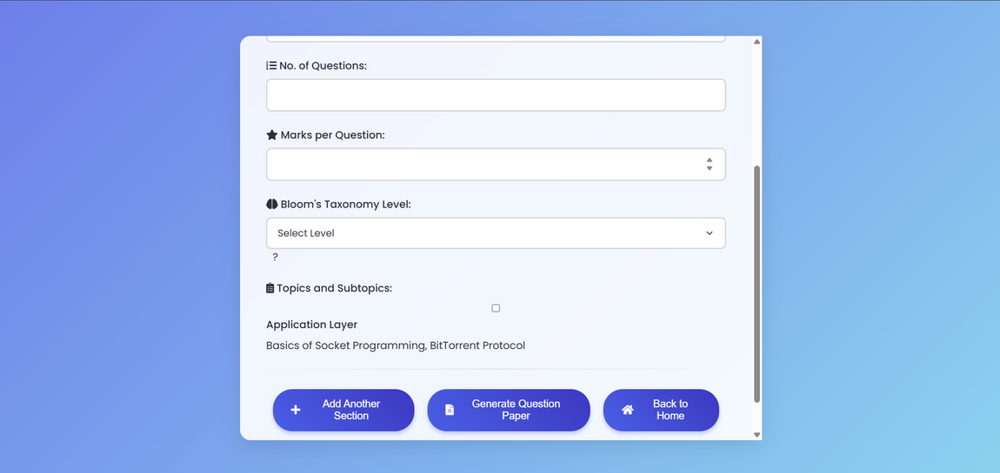 No. of Questions:
Marks per Question:
Bloom's Taxonomy Level:
Select Level
?
Topics and Subtopics:
Application Layer
Basics of Socket Programming, BitTorrent Protocol
Add Another
Section
Generate Question
Paper
Back to
Home